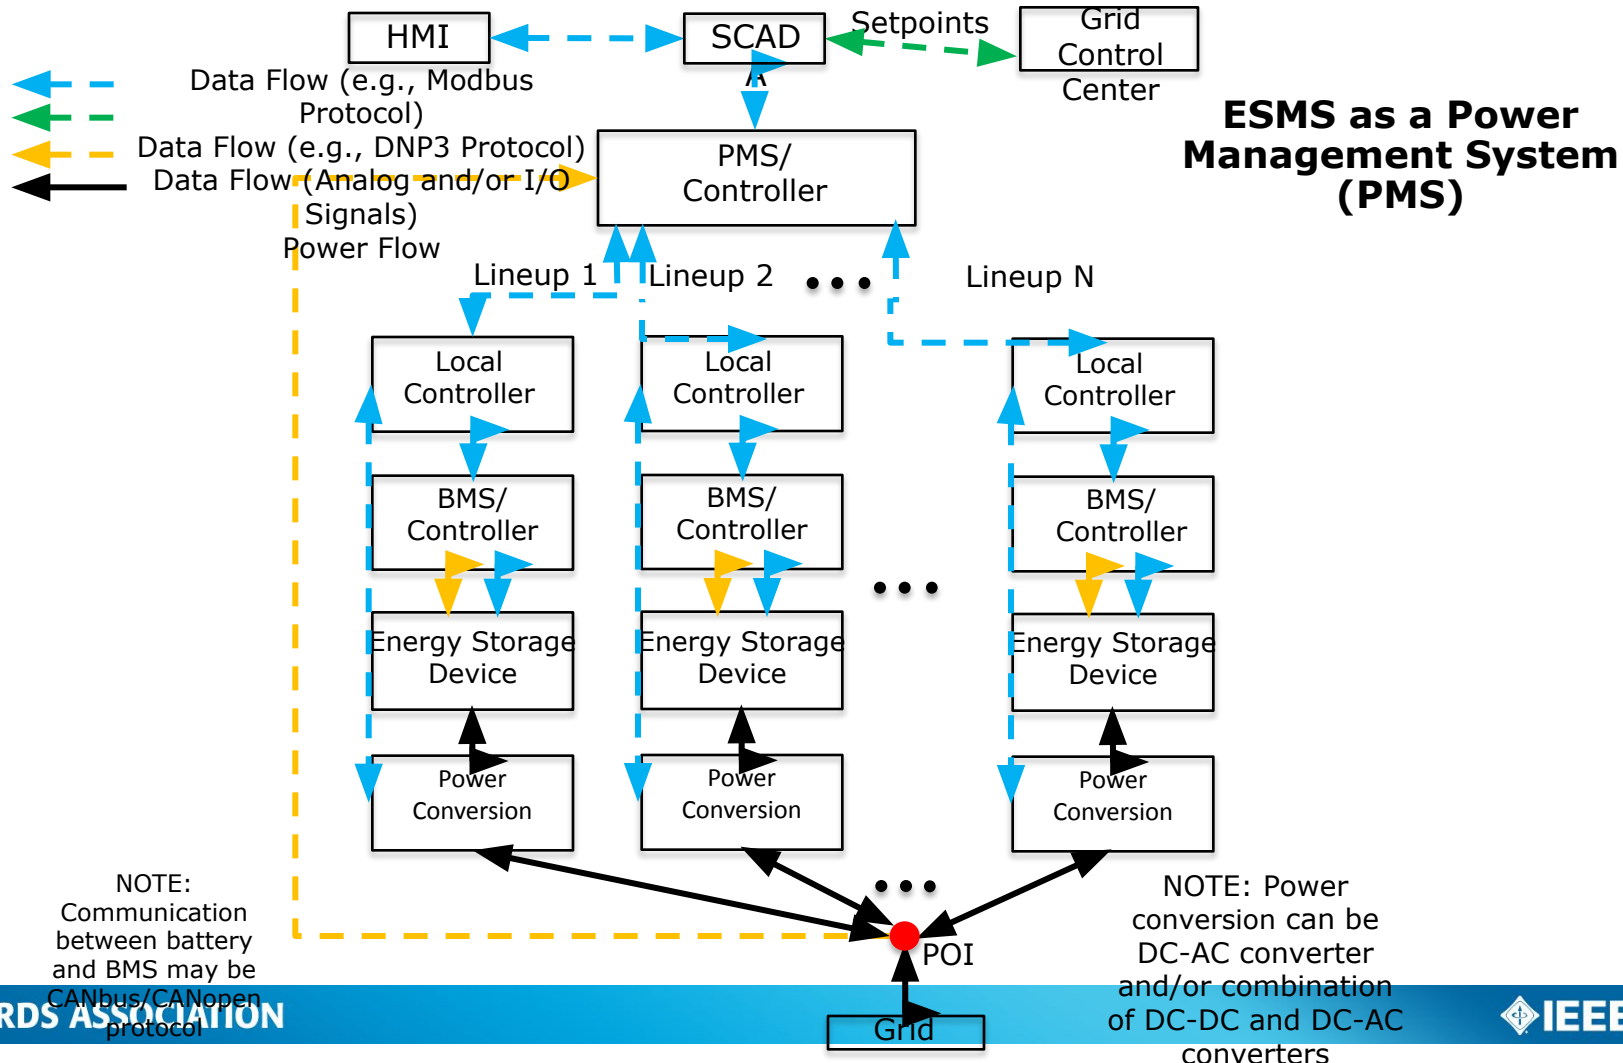 HMI
SCAD
A
Setpoints
Grid
Control
Center
Data Flow (e.g., Modbus
Protocol)
Data Flow (e.g., DNP3 Protocol)
Data Flow (Analog and/or I/O
Signals)
Power Flow
ESMS as a Power
Management System
(PMS)
PMS/
Controller
Lineup 1
Lineup 2
...
Lineup N
Local
Controller
Local
Controller
Local
Controller
BMS/
Controller
BMS/
Controller
BMS/
Controller
...
Energy Storage
Device
Energy Storage
Device
Energy Storage
Device
Power
Conversion
Power
Conversion
Power
Conversion
...
POI
Grid
NOTE:
Communication
between battery
and BMS may be
CANbus/CANopen
protocol
NOTE: Power
conversion can be
DC-AC converter
and/or combination
of DC-DC and DC-AC
converters
RDS ASSOCIATION
IEEE